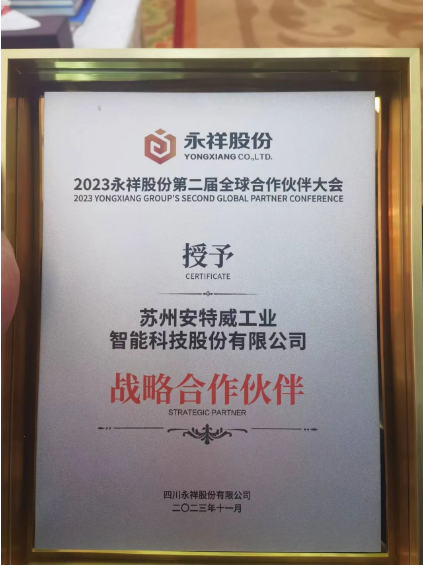 永祥股份
YONGXIANG CO.,LTD.
2023永祥股份第二届全球合作伙伴大会
2023 YONGXIANG GROUP'S SECOND GLOBAL PARTNER CONFERENCE
授予
CERTIFICATE
苏州安特威工业
智能科技股份有限公司
战略合作伙伴
STRATEGIC PARTNER
四川永祥股份有限公司
二〇二三年十一月